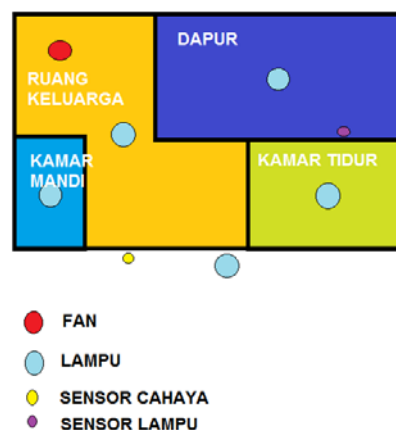 DAPUR
RUANG
KELUARGA
KAMAR
MANDI
KAMAR TIDUR
FAN
LAMPU
SENSOR CAHAYA
SENSOR LAMPU